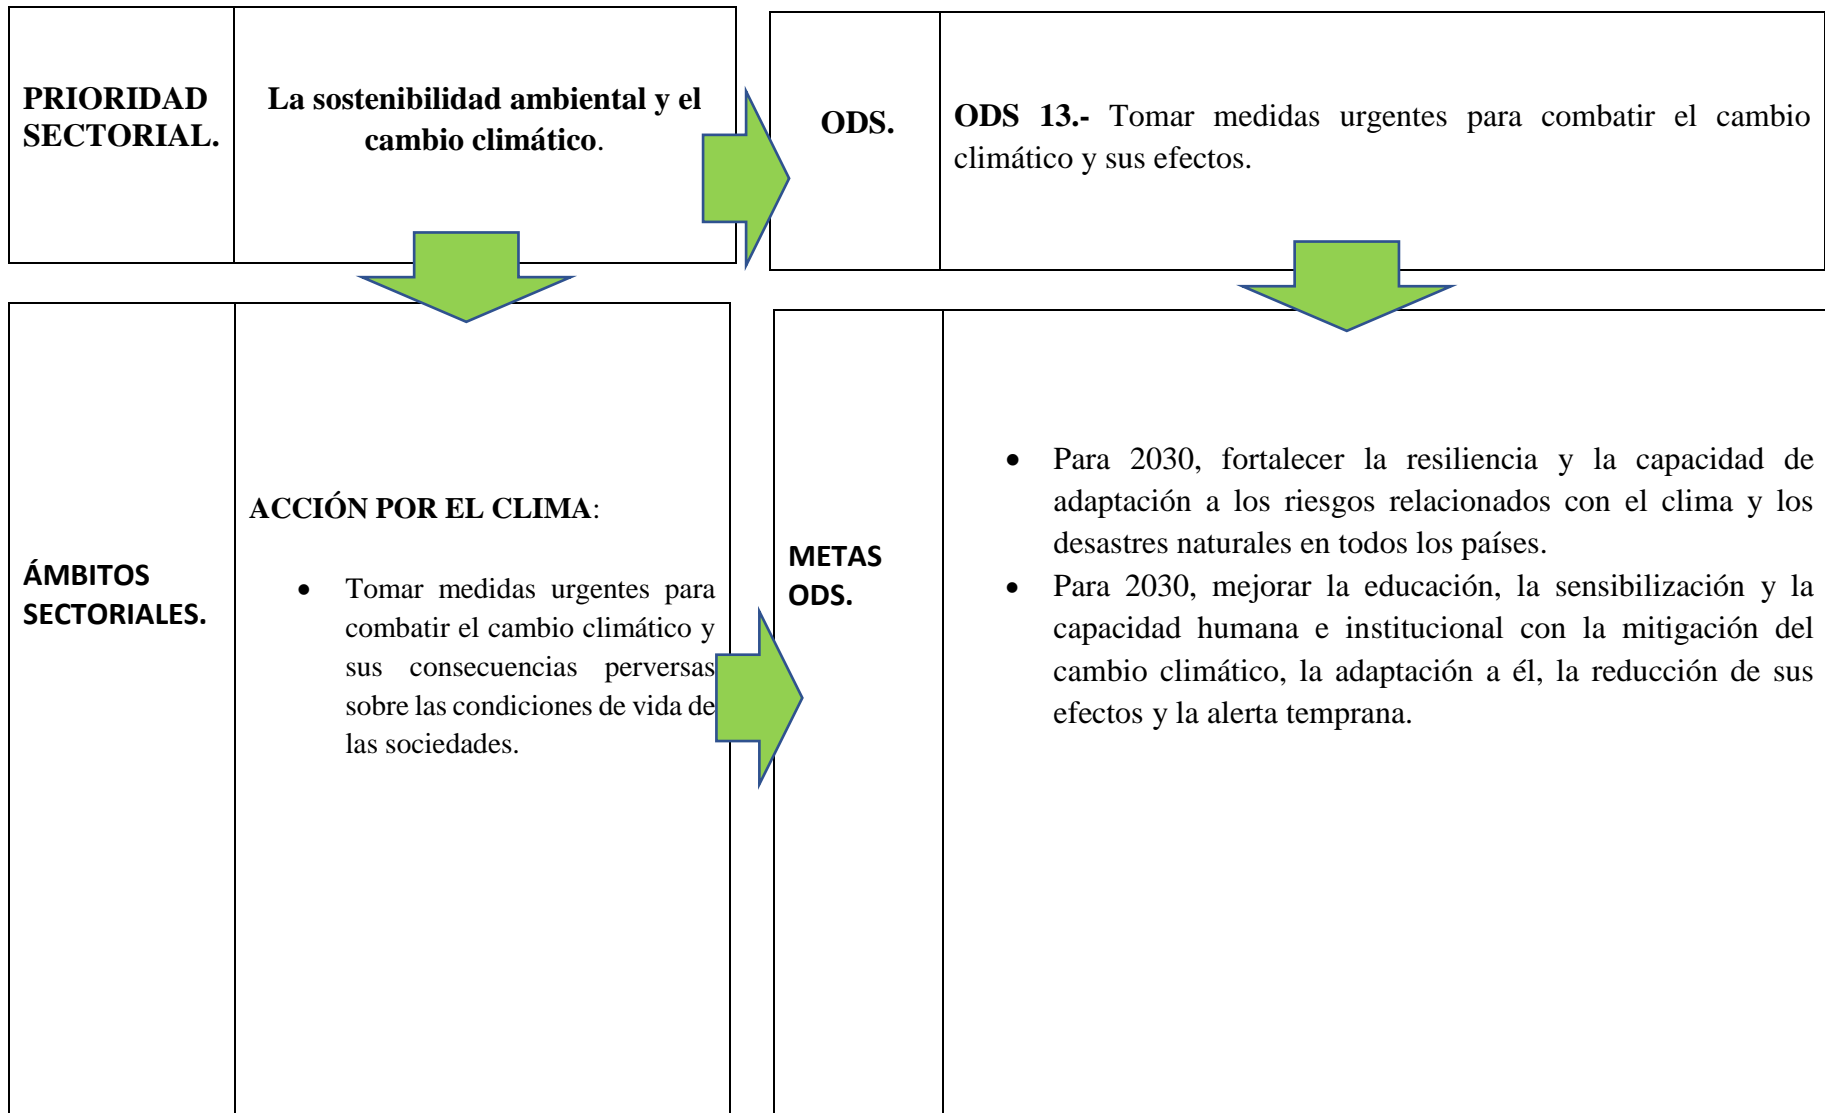 PRIORIDAD
SECTORIAL.
La sostenibilidad ambiental y el
cambio climático.
ODS.
ODS 13.- Tomar medidas urgentes para combatir el cambio
climático y sus efectos.
ÁMBITOS
SECTORIALES.
ACCIÓN POR EL CLIMA:
• Tomar medidas urgentes para
combatir el cambio climático y
sus consecuencias perversas
sobre las condiciones de vida de
las sociedades.
METAS
ODS.
• Para 2030, fortalecer la resiliencia y la capacidad de
adaptación a los riesgos relacionados con el clima y los
desastres naturales en todos los países.
• Para 2030, mejorar la educación, la sensibilización y la
capacidad humana e institucional con la mitigación del
cambio climático, la adaptación a él, la reducción de sus
efectos y la alerta temprana.